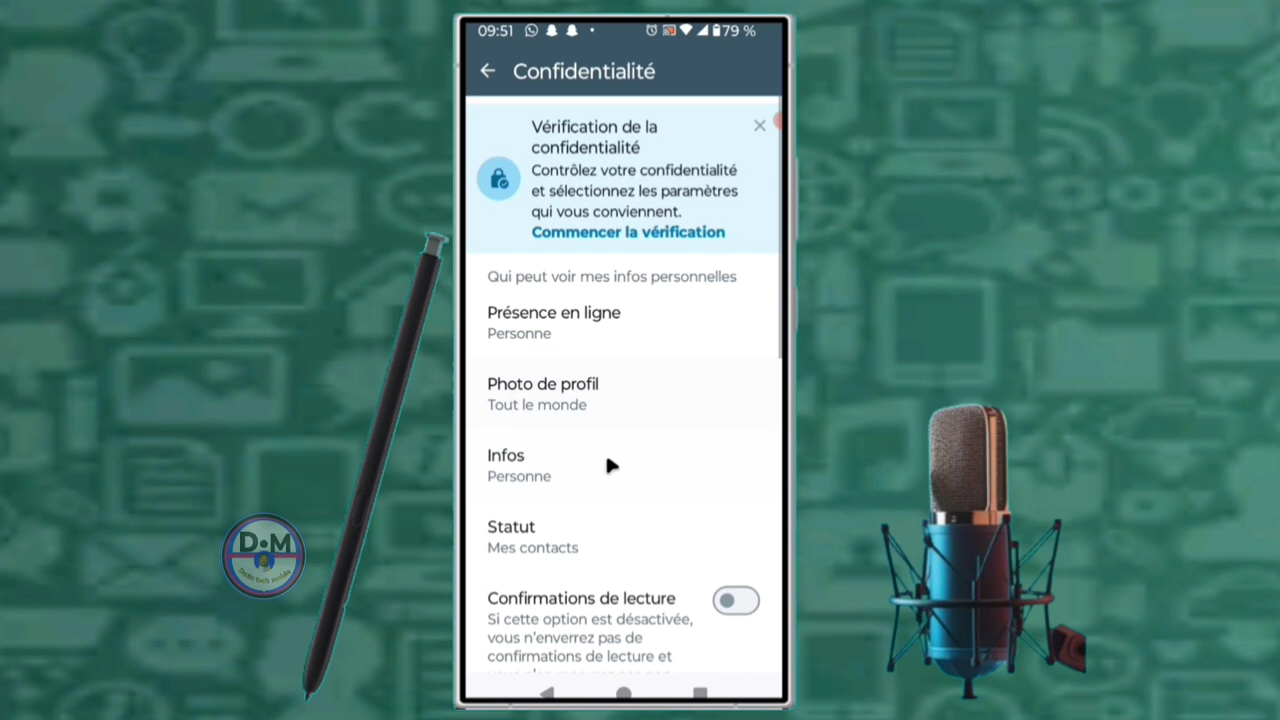 09:51
79 %
Confidentialité
Vérification de la
confidentialité
Contrôlez votre confidentialité
et sélectionnez les paramètres
qui vous conviennent.
Commencer la vérification
Qui peut voir mes infos personnelles
Présence en ligne
Personne
Photo de profil
Tout le monde
Infos
Personne
Statut
Mes contacts
Confirmations de lecture
Si cette option est désactivée,
vous n'enverrez pas de
confirmations de lecture et
D•M